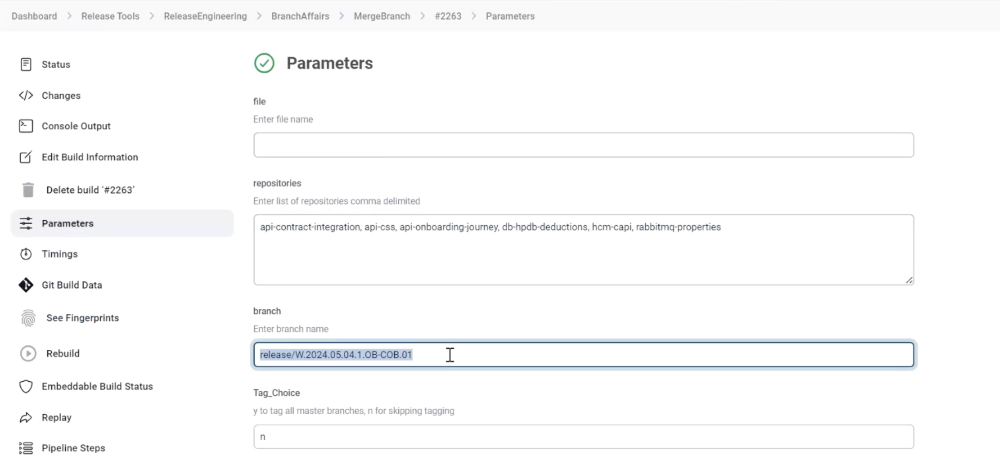 Dashboard > Release Tools > ReleaseEngineering > BranchAffairs > MergeBranch > #2263 > Parameters
Status
Changes
Console Output
Edit Build Information
Delete build ‘#2263’
Parameters
Timings
Git Build Data
See Fingerprints
Rebuild
Embeddable Build Status
Replay
Pipeline Steps
Parameters
file
Enter file name
repositories
Enter list of repositories comma delimited
api-contract-integration, api-css, api-onboarding-journey, db-hpdb-deductions, hcm-capi, rabbitmq-properties
branch
Enter branch name
release/W.2024.05.04.1.OB-COB.01
Tag_Choice
y to tag all master branches, n for skipping tagging
n